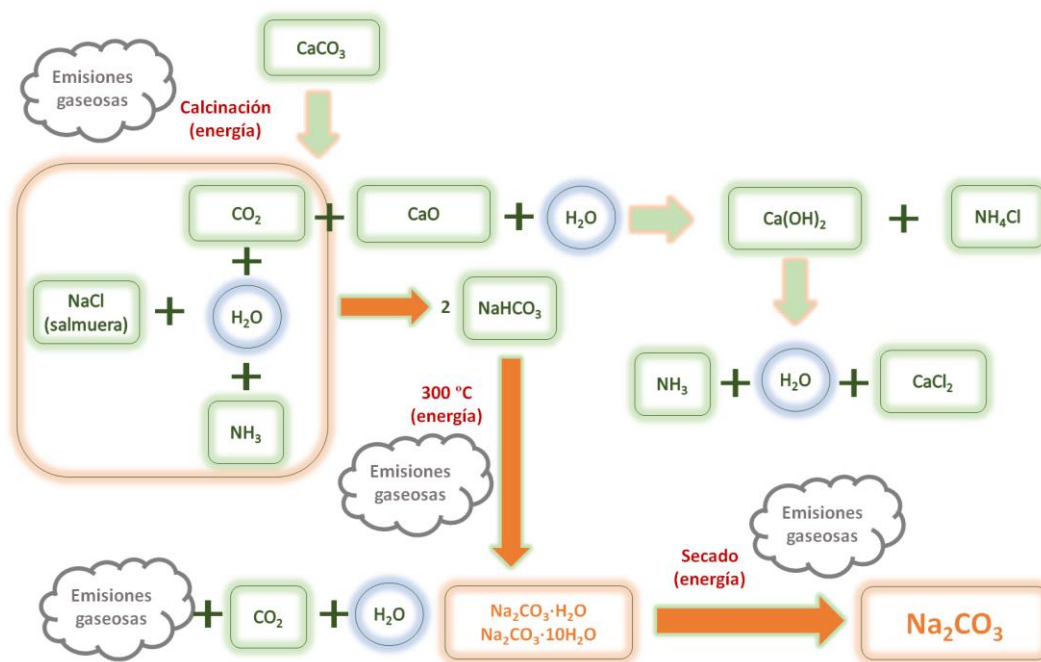 CaCO₃
Emisiones
gaseosas
Calcinación
(energía)
CO₂ + CaO + H₂O Ca(OH)₂ + NH₄Cl
+
NaCl
(salmuera) + H₂O 2 NaHCO₃
+
NH₃
NH₃ + H₂O + CaCl₂
300 °C
(energía)
Emisiones
gaseosas
Emisiones
gaseosas
Secado
(energía)
Emisiones
gaseosas + CO₂ + H₂O
Na₂CO₃·H₂O
Na₂CO₃·10H₂O
Na₂CO₃